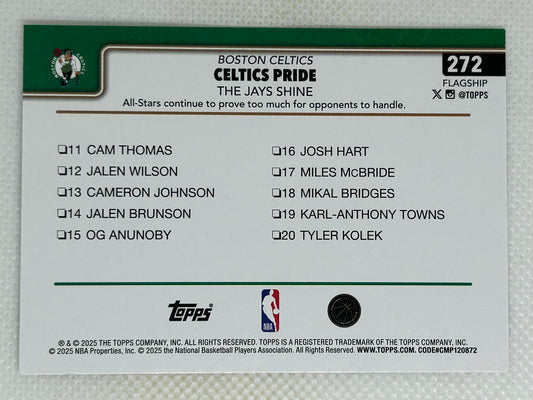 BOSTON CELTICS
CELTICS PRIDE
THE JAYS SHINE
All-Stars continue to prove too much for opponents to handle.
272
FLAGSHIP
X @TOPPS
❏11 CAM THOMAS
❏12 JALEN WILSON
❏13 CAMERON JOHNSON
❏14 JALEN BRUNSON
❏15 OG ANUNOBY
❏16 JOSH HART
❏17 MILES McBRIDE
❏18 MIKAL BRIDGES
❏19 KARL-ANTHONY TOWNS
❏20 TYLER KOLEK
Topps
NBA
® & © 2025 THE TOPPS COMPANY, INC. ALL RIGHTS RESERVED. TOPPS IS A REGISTERED TRADEMARK OF THE TOPPS COMPANY, INC.
© 2025 NBA Properties, Inc. © 2025 the National Basketball Players Association. All Rights Reserved. WWW.TOPPS.COM. CODE#CMP120872